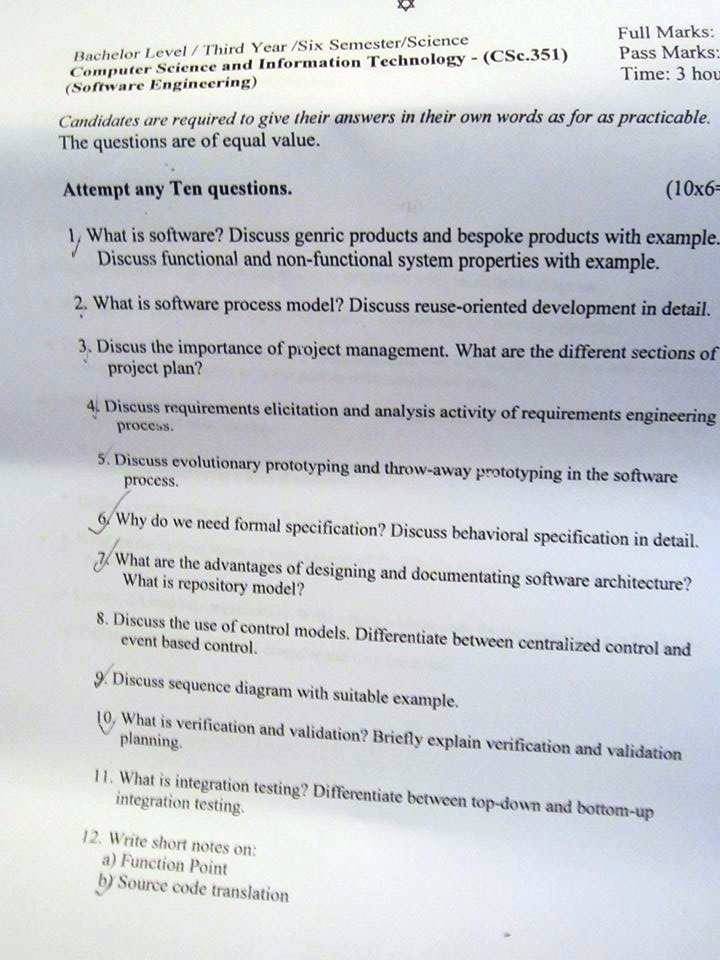 Bachelor Level / Third Year /Six Semester/Science
Full Marks:
Computer Science and Information Technology - (CSc.351)
Pass Marks:
(Software Engineering)
Time: 3 hou
Candidates are required to give their answers in their own words as for as practicable.
The questions are of equal value.
Attempt any Ten questions.
(10x6=
1. What is software? Discuss genric products and bespoke products with example.
Discuss functional and non-functional system properties with example.
2. What is software process model? Discuss reuse-oriented development in detail.
3. Discus the importance of project management. What are the different sections of
project plan?
4. Discuss requirements elicitation and analysis activity of requirements engineering
process.
5. Discuss evolutionary prototyping and throw-away prototyping in the software
process.
6. Why do we need formal specification? Discuss behavioral specification in detail.
7. What are the advantages of designing and documentating software architecture?
What is repository model?
8. Discuss the use of control models. Differentiate between centralized control and
event based control.
9. Discuss sequence diagram with suitable example.
10. What is verification and validation? Briefly explain verification and validation
planning.
11. What is integration testing? Differentiate between top-down and bottom-up
integration testing.
12. Write short notes on:
a) Function Point
b) Source code translation